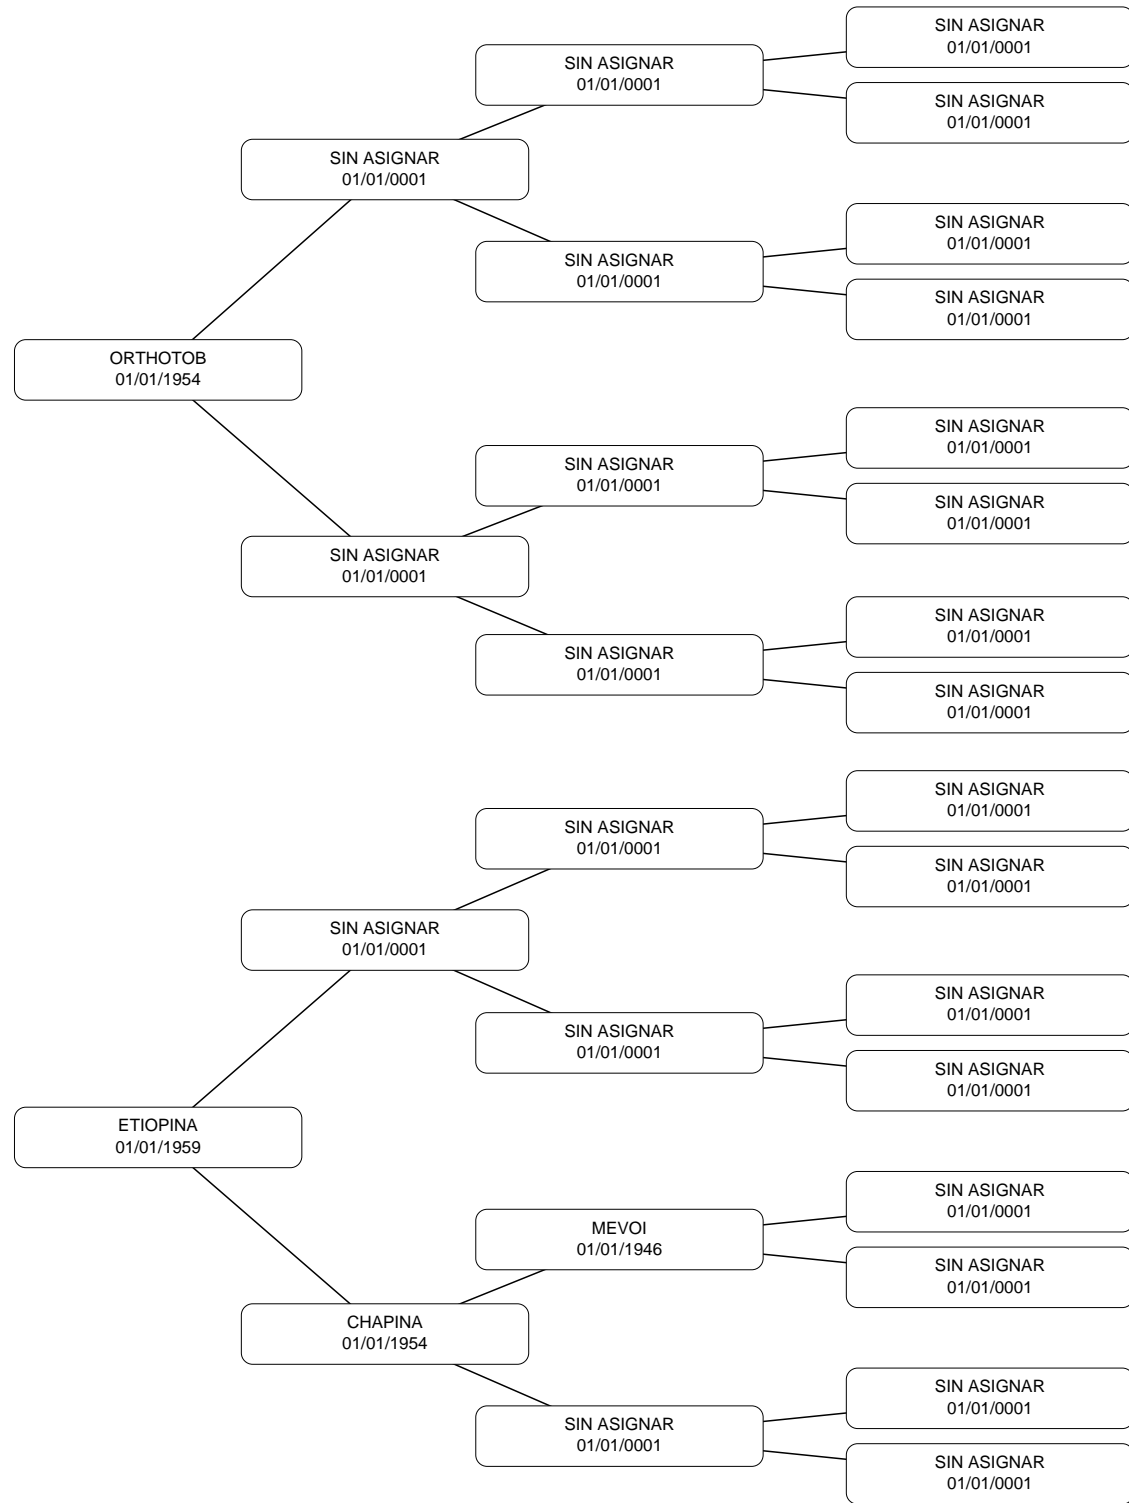 SIN ASIGNAR
01/01/0001
SIN ASIGNAR
01/01/0001
SIN ASIGNAR
01/01/0001
SIN ASIGNAR
01/01/0001
SIN ASIGNAR
01/01/0001
SIN ASIGNAR
01/01/0001
SIN ASIGNAR
01/01/0001
ORTHOTOB
01/01/1954
SIN ASIGNAR
01/01/0001
SIN ASIGNAR
01/01/0001
SIN ASIGNAR
01/01/0001
SIN ASIGNAR
01/01/0001
SIN ASIGNAR
01/01/0001
SIN ASIGNAR
01/01/0001
SIN ASIGNAR
01/01/0001
SIN ASIGNAR
01/01/0001
SIN ASIGNAR
01/01/0001
SIN ASIGNAR
01/01/0001
SIN ASIGNAR
01/01/0001
SIN ASIGNAR
01/01/0001
SIN ASIGNAR
01/01/0001
SIN ASIGNAR
01/01/0001
ETIOPINA
01/01/1959
SIN ASIGNAR
01/01/0001
MEVOI
01/01/1946
SIN ASIGNAR
01/01/0001
CHAPINA
01/01/1954
SIN ASIGNAR
01/01/0001
SIN ASIGNAR
01/01/0001
SIN ASIGNAR
01/01/0001